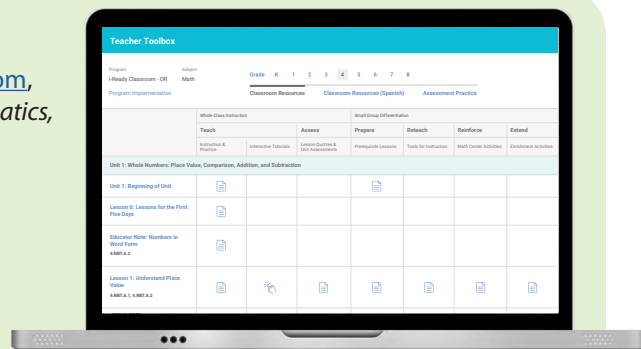 om,
atics,
Teacher Toolbox
Program
Subject
i-Ready Classroom - OR
Math
Grade K 1 2 3 4 5 6 7 8
Program Implementation
Classroom Resources
Classroom Resources (Spanish)
Assessment Practice
Whole Class Instruction
Small Group Differentiation
Teach
Assess
Prepare
Reteach
Reinforce
Extend
Instruction &
Practice
Interactive Tutorials
Lesson Quizzes &
Unit Assessments
Prerequisite Lessons
Tools for Instruction
Math Center Activities
Enrichment Activities
Unit 1: Whole Numbers: Place Value, Comparison, Addition, and Subtraction
Unit 1: Beginning of Unit
Lesson 0: Lessons for the First
Five Days
Educator Note: Numbers in
Word Form
4.NBT.A.2
Lesson 1: Understand Place
Value
4.NBT.A.1, 4.NBT.A.2